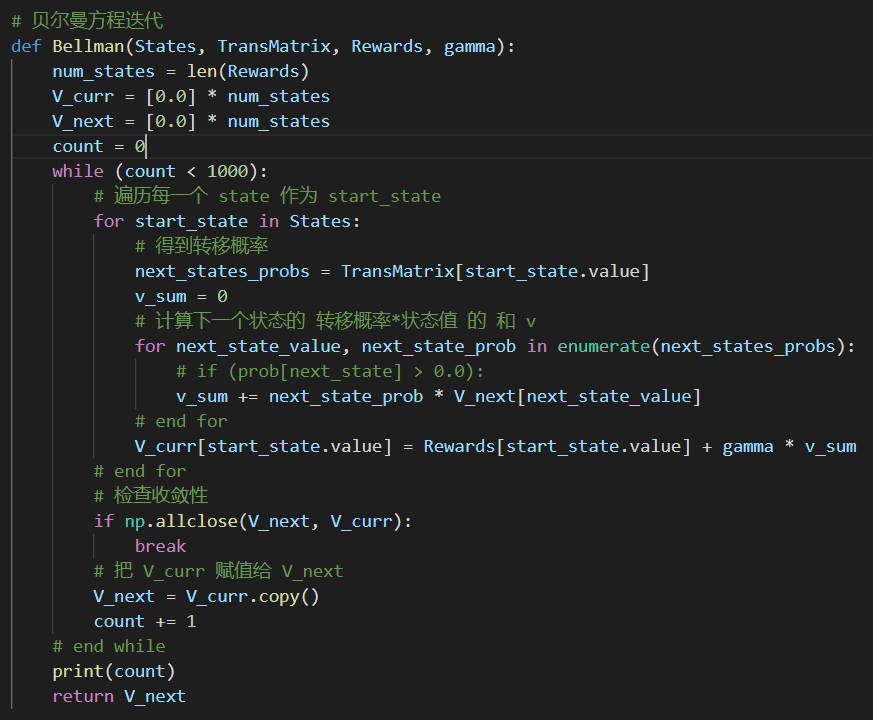 # 贝尔曼方程迭代
def Bellman(States, TransMatrix, Rewards, gamma):
    num_states = len(Rewards)
    V_curr = [0.0] * num_states
    V_next = [0.0] * num_states
    count = 0
    while (count < 1000):
        # 遍历每一个 state 作为 start_state
        for start_state in States:
            # 得到转移概率
            next_states_probs = TransMatrix[start_state.value]
            v_sum = 0
            # 计算下一个状态的 转移概率*状态值 的 和 v
            for next_state_value, next_state_prob in enumerate(next_states_probs):
                # if (prob[next_state] > 0.0):
                v_sum += next_state_prob * V_next[next_state_value]
            # end for
            V_curr[start_state.value] = Rewards[start_state.value] + gamma * v_sum
        # end for
        # 检查收敛性
        if np.allclose(V_next, V_curr):
            break
        # 把 V_curr 赋值给 V_next
        V_next = V_curr.copy()
        count += 1
    # end while
    print(count)
    return V_next